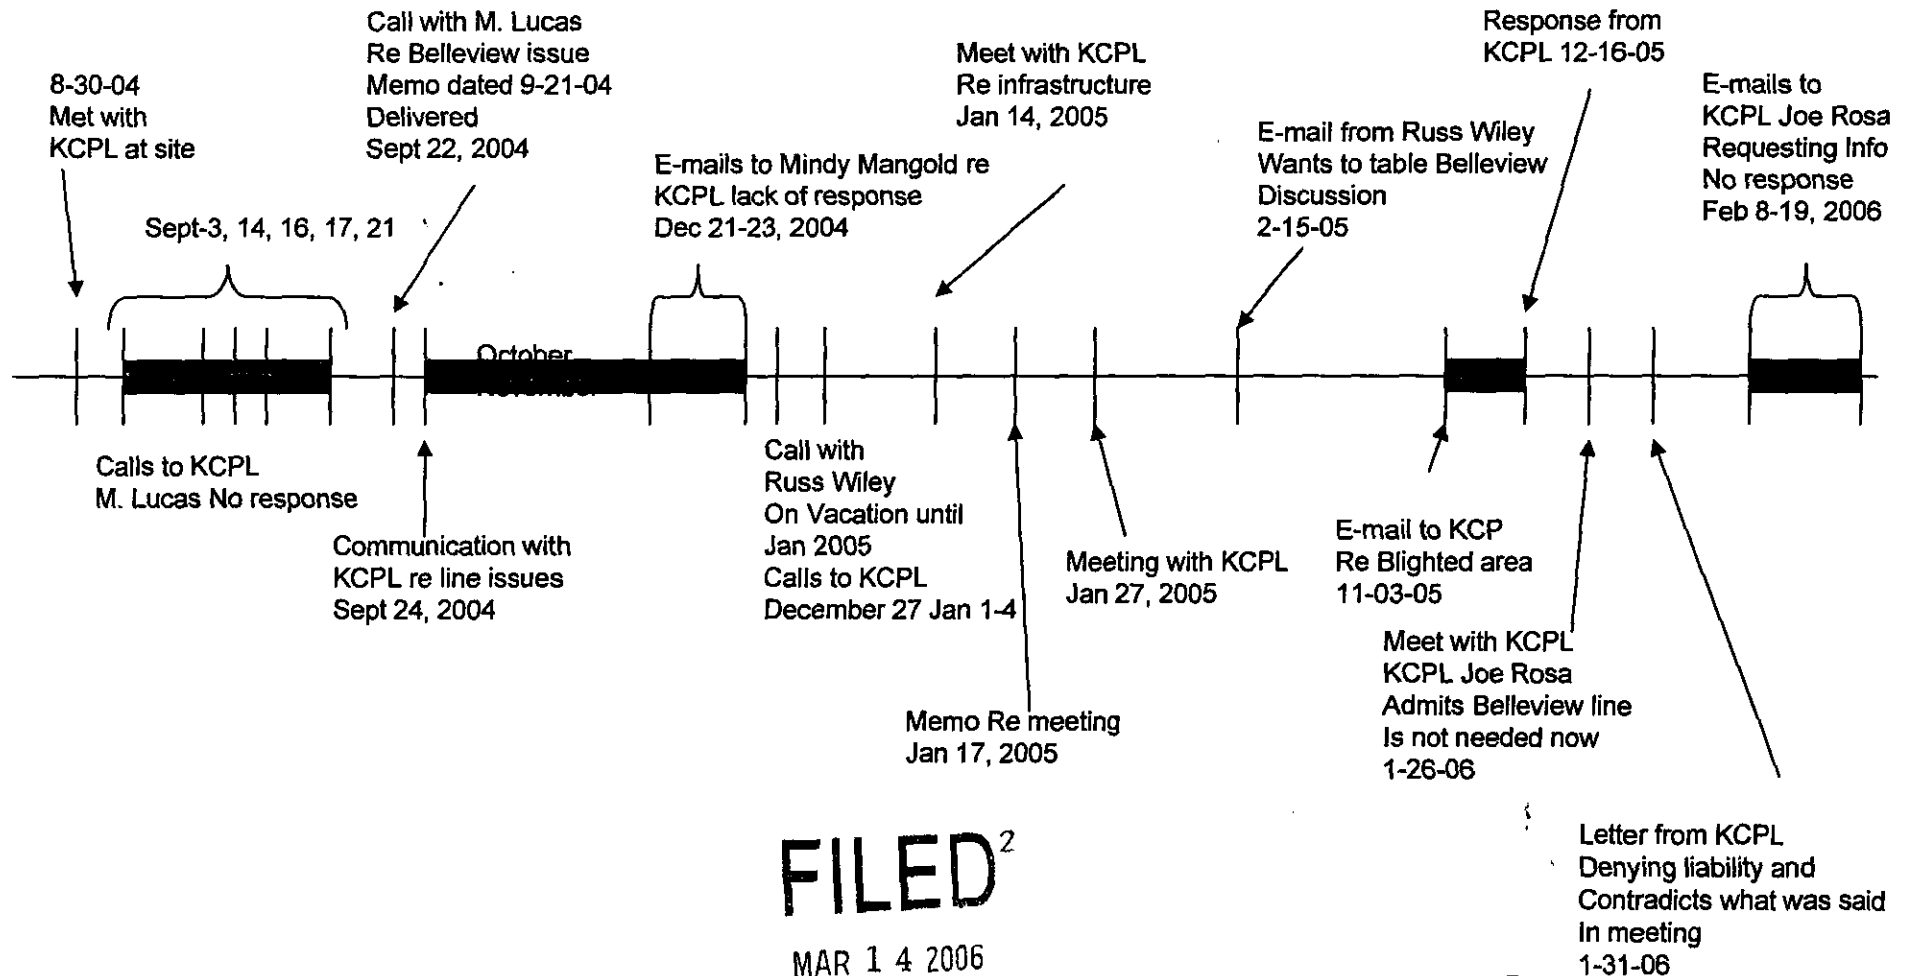 8-30-04
Met with
KCPL at site
Sept-3, 14, 16, 17, 21
Call with M. Lucas
Re Belleview issue
Memo dated 9-21-04
Delivered
Sept 22, 2004
E-mails to Mindy Mangold re
KCPL lack of response
Dec 21-23, 2004
Meet with KCPL
Re infrastructure
Jan 14, 2005
E-mail from Russ Wiley
Wants to table Belleview
Discussion
2-15-05
Response from
KCPL 12-16-05
E-mails to
KCPL Joe Rosa
Requesting Info
No response
Feb 8-19, 2006
October
November
Calls to KCPL
M. Lucas No response
Communication with
KCPL re line issues
Sept 24, 2004
Call with
Russ Wiley
On Vacation until
Jan 2005
Calls to KCPL
December 27 Jan 1-4
Memo Re meeting
Jan 17, 2005
Meeting with KCPL
Jan 27, 2005
E-mail to KCP
Re Blighted area
11-03-05
Meet with KCPL
KCPL Joe Rosa
Admits Belleview line
Is not needed now
1-26-06
Letter from KCPL
Denying liability and
Contradicts what was said
In meeting
1-31-06
FILED2
MAR 14 2006